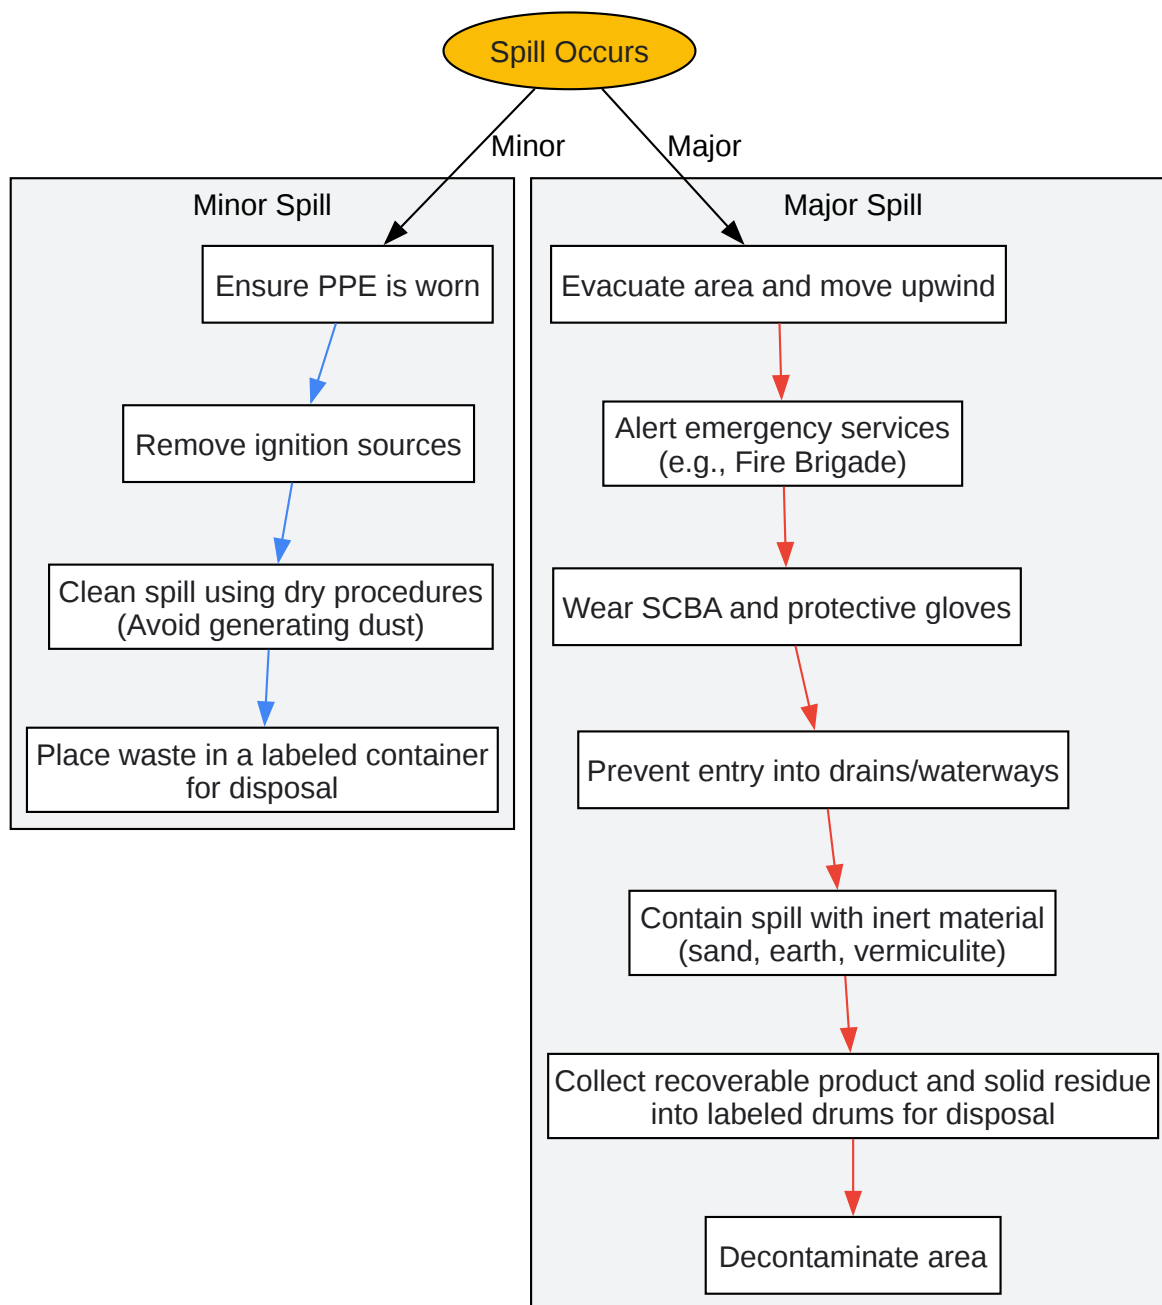 Spill Occurs
Minor
Major
Minor Spill
Ensure PPE is worn
Remove ignition sources
Clean spill using dry procedures
(Avoid generating dust)
Place waste in a labeled container
for disposal
Major Spill
Evacuate area and move upwind
Alert emergency services
(e.g., Fire Brigade)
Wear SCBA and protective gloves
Prevent entry into drains/waterways
Contain spill with inert material
(sand, earth, vermiculite)
Collect recoverable product and solid residue
into labeled drums for disposal
Decontaminate area